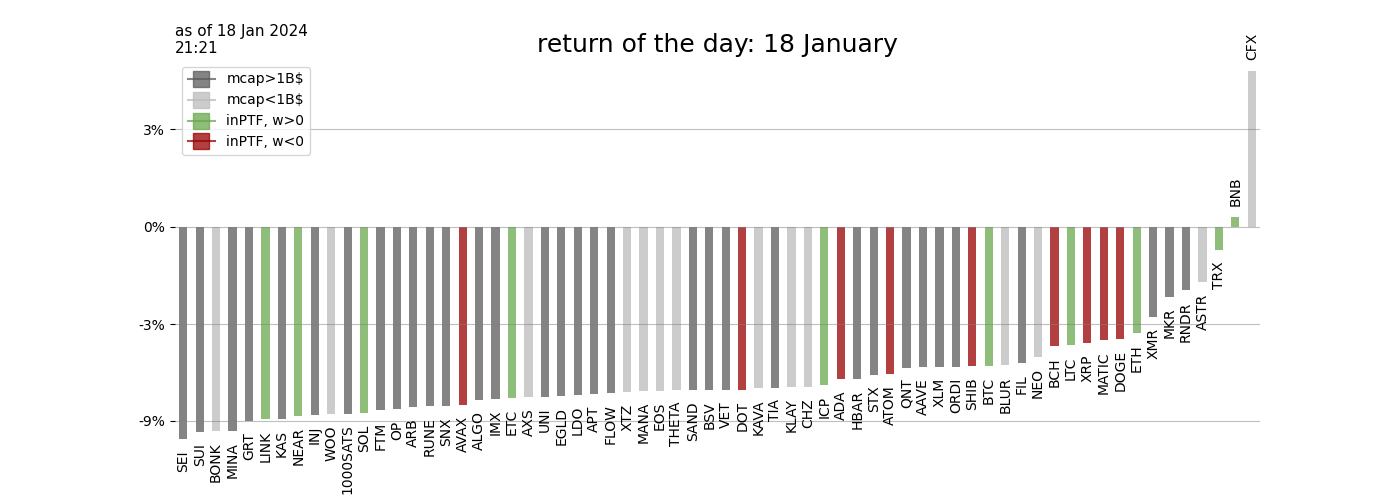 as of 18 Jan 2024
21:21
return of the day: 18 January
mcap>1B$
mcap<1B$
inPTF, w>0
inPTF, w<0
3%
0%
-3%
-9%
SEI
SUI
BONK
MINA
GRT
LINK
KAS
NEAR
INJ
WOO
1000SATS
SOL
FTM
OP
ARB
RUNE
SNX
AVAX
ALGO
IMX
ETC
AXS
UNI
EGLD
LDO
APT
FLOW
XTZ
MANA
EOS
THETA
SAND
BSV
VET
DOT
KAVA
TIA
KLAY
CHZ
ICP
ADA
HBAR
STX
ATOM
QNT
AAVE
XLM
ORDI
SHIB
BTC
BLUR
FIL
NEO
BCH
LTC
XRP
MATIC
DOGE
ETH
XMR
MKR
RNDR
ASTR
TRX
BNB
CFX